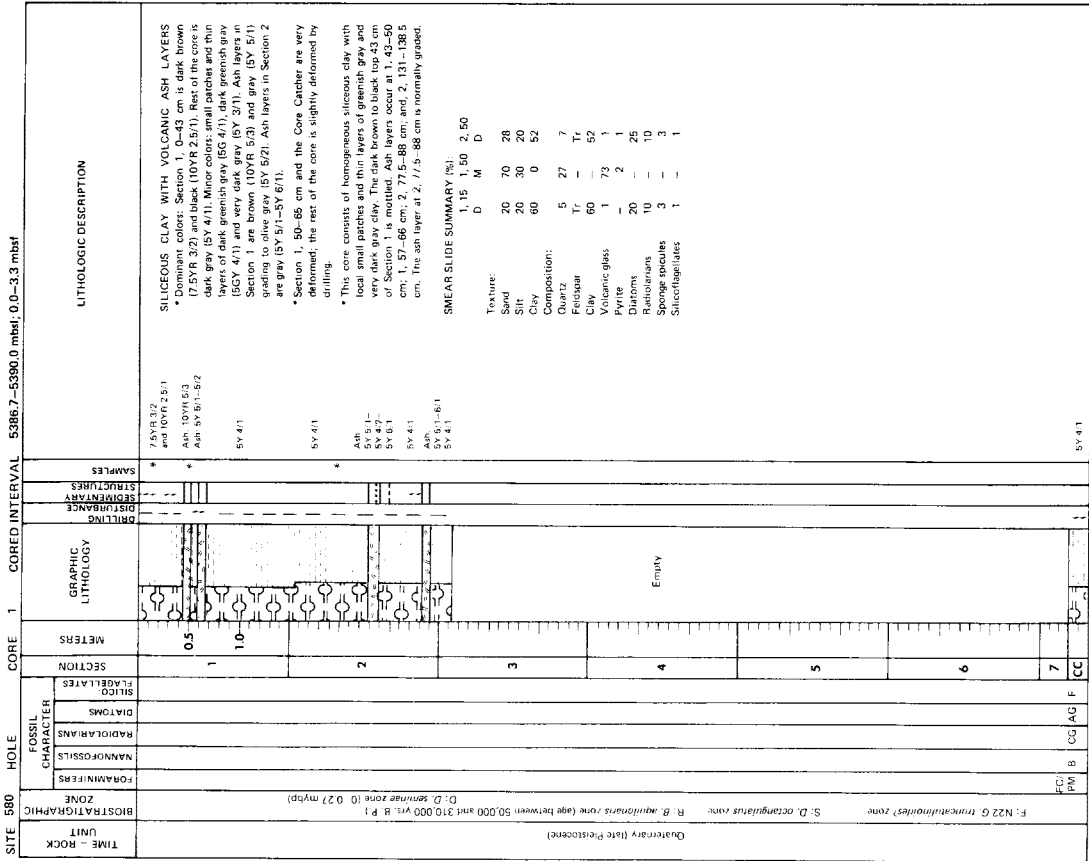 SITE 580 HOLE CORE 1 CORED INTERVAL 5386.7–5390.0 mbsl; 0.0–3.3 mbsf
TIME – ROCK UNIT
BIOSTRATIGRAPHIC ZONE
FOSSIL CHARACTER
FORAMINIFERS
NANNOFOSSILS
RADIOLARIANS
DIATOMS
SILICO-
FLAGELLATES
SECTION
METERS
GRAPHIC LITHOLOGY
DRILLING DISTURBANCE
SEDIMENTARY STRUCTURES
SAMPLES
LITHOLOGIC DESCRIPTION
Quaternary (late Pleistocene)
F: N22 G. truncatulinoides? zone S: D. octangulatus zone R: B. aquilonaris zone (age between 50,000 and 310,000 yrs. B. P.)
D: D. seminae zone (0 0.27 mybp)
FC/
PM B CG AG F
1
2
3
4
5
6
7
CC
0.5
1.0
Empty
*
*
*
7.5YR 3/2
and 10YR 2.5/1
Ash, 10YR 5/3
Ash 5Y 5/1–5/2
5Y 4/1
5Y 4/1
Ash
5Y 5/1–
5Y 4/2–
5Y 6/1
5Y 4/1
Ash,
5Y 5/1–6/1
5Y 4/1
5Y 4/1
SILICEOUS CLAY WITH VOLCANIC ASH LAYERS
* Dominant colors: Section 1, 0–43 cm is dark brown
(7.5YR 3/2) and black (10YR 2.5/1). Rest of the core is
dark gray (5Y 4/1). Minor colors: small patches and thin
layers of dark greenish gray (5G 4/1), dark greenish gray
(5GY 4/1) and very dark gray (5Y 3/1). Ash layers in
Section 1 are brown (10YR 5/3) and gray (5Y 5/1)
grading to olive gray (5Y 5/2). Ash layers in Section 2
are gray (5Y 5/1–5Y 6/1).
* Section 1, 50–65 cm and the Core Catcher are very
deformed; the rest of the core is slightly deformed by
drilling.
* This core consists of homogeneous siliceous clay with
local small patches and thin layers of greenish gray and
very dark gray clay. The dark brown to black top 43 cm
of Section 1 is mottled. Ash layers occur at 1, 43–50
cm; 1, 57–66 cm; 2, 77.5–88 cm; and, 2, 131–138.5
cm. The ash layer at 2, 77.5–88 cm is normally graded.
SMEAR SLIDE SUMMARY (%):
1, 15 1, 50 2, 50
D M D
Texture:
Sand 20 70 28
Silt 20 30 20
Clay 60 0 52
Composition:
Quartz 5 27 7
Feldspar Tr – Tr
Clay 60 – 52
Volcanic glass 1 73 1
Pyrite – 2 1
Diatoms 20 – 25
Radiolarians 10 – 10
Sponge spicules 3 – 3
Silicoflagellates 1 – 1